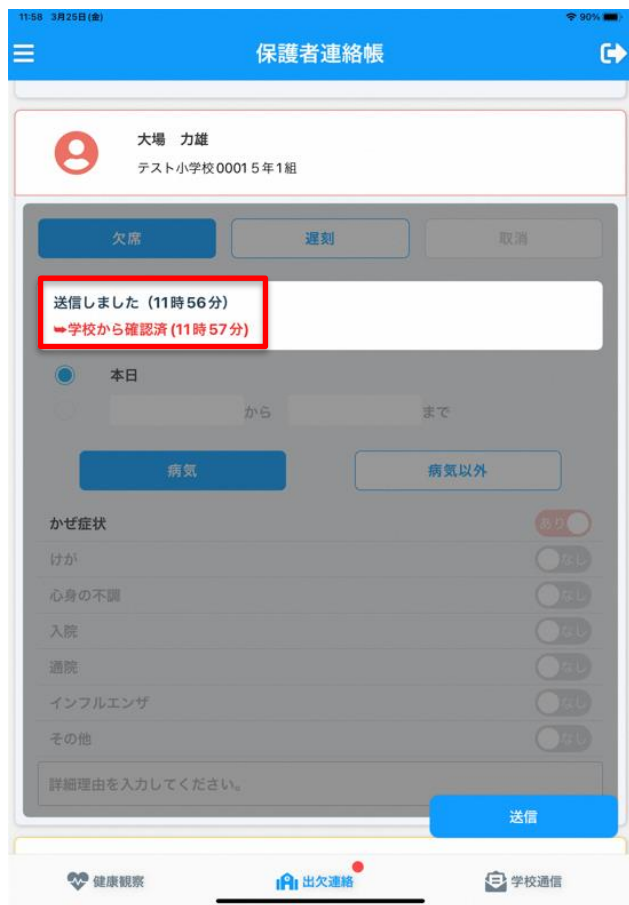 11:58 3月25日(金)
90%
保護者連絡帳
大場 力雄
テスト小学校0001 5年1組
欠席
遅刻
取消
送信しました（11時56分）
➥学校から確認済(11時57分)
本日
から
まで
病気
病気以外
かぜ症状
あり
けが
なし
心身の不調
なし
入院
なし
通院
なし
インフルエンザ
なし
その他
なし
詳細理由を入力してください。
送信
健康観察
出欠連絡
学校通信